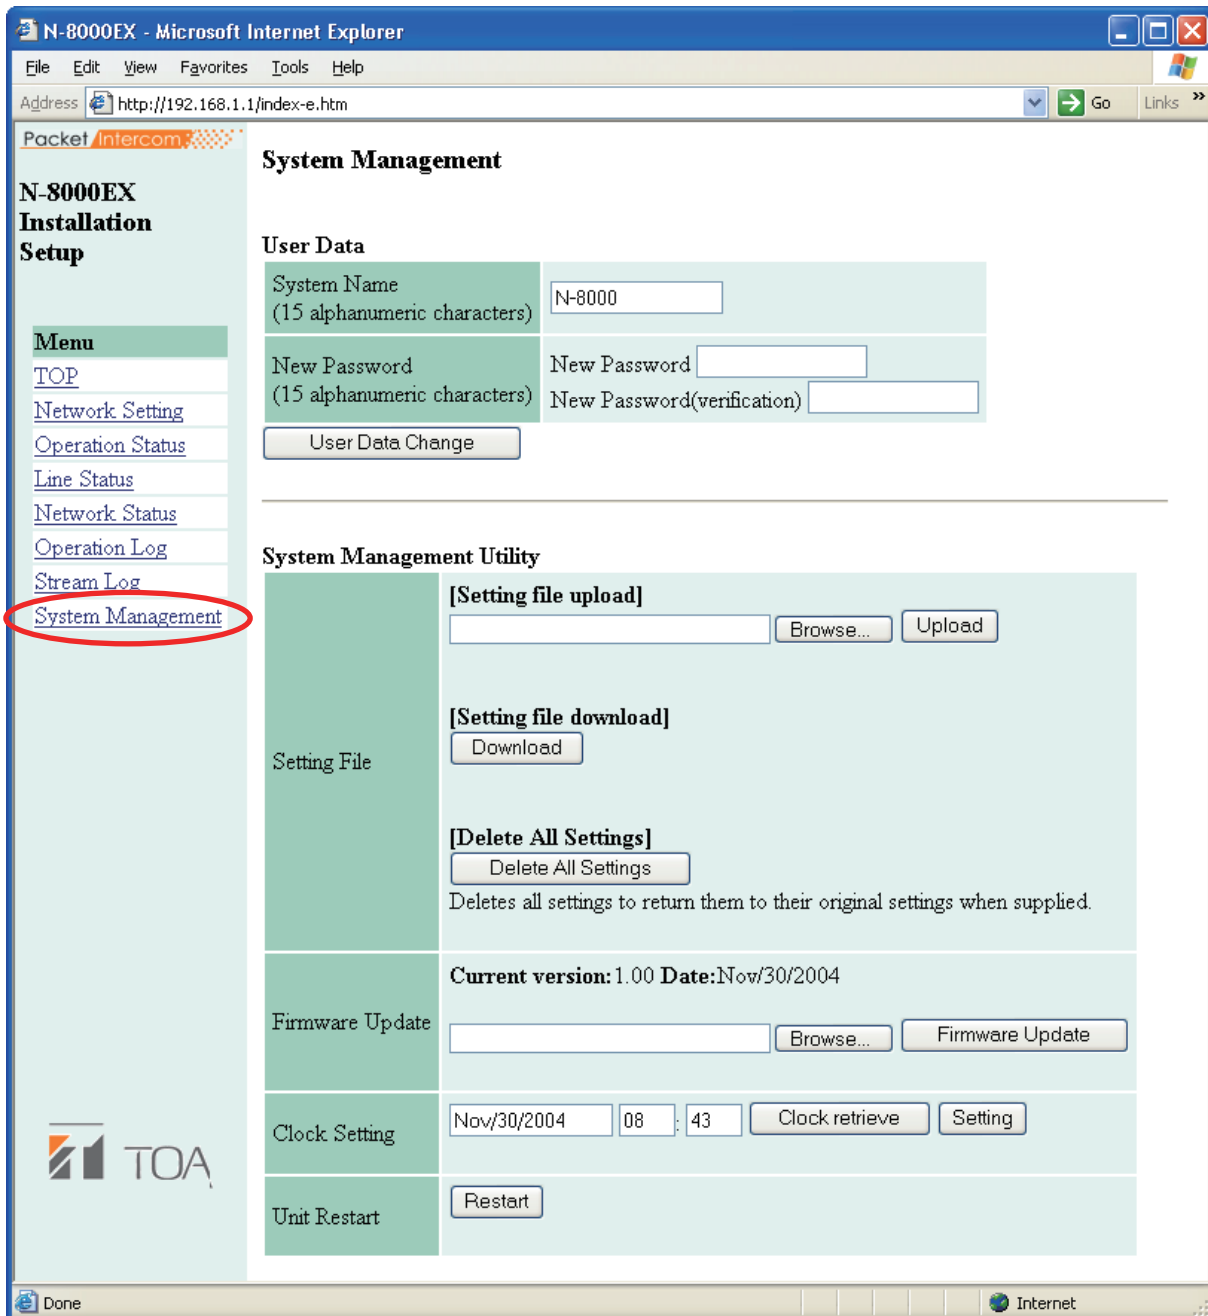 N-8000EX - Microsoft Internet Explorer
File Edit View Favorites Tools Help
Address http://192.168.1.1/index-e.htm Go Links »
Packet Intercom
N-8000EX
Installation
Setup
Menu
TOP
Network Setting
Operation Status
Line Status
Network Status
Operation Log
Stream Log
System Management
TOA
System Management
User Data
System Name
(15 alphanumeric characters)
N-8000
New Password
(15 alphanumeric characters)
New Password
New Password(verification)
User Data Change
System Management Utility
Setting File
[Setting file upload]
Browse... Upload
[Setting file download]
Download
[Delete All Settings]
Delete All Settings
Deletes all settings to return them to their original settings when supplied.
Firmware Update
Current version:1.00 Date:Nov/30/2004
Browse... Firmware Update
Clock Setting
Nov/30/2004 08 : 43 Clock retrieve Setting
Unit Restart
Restart
Done Internet